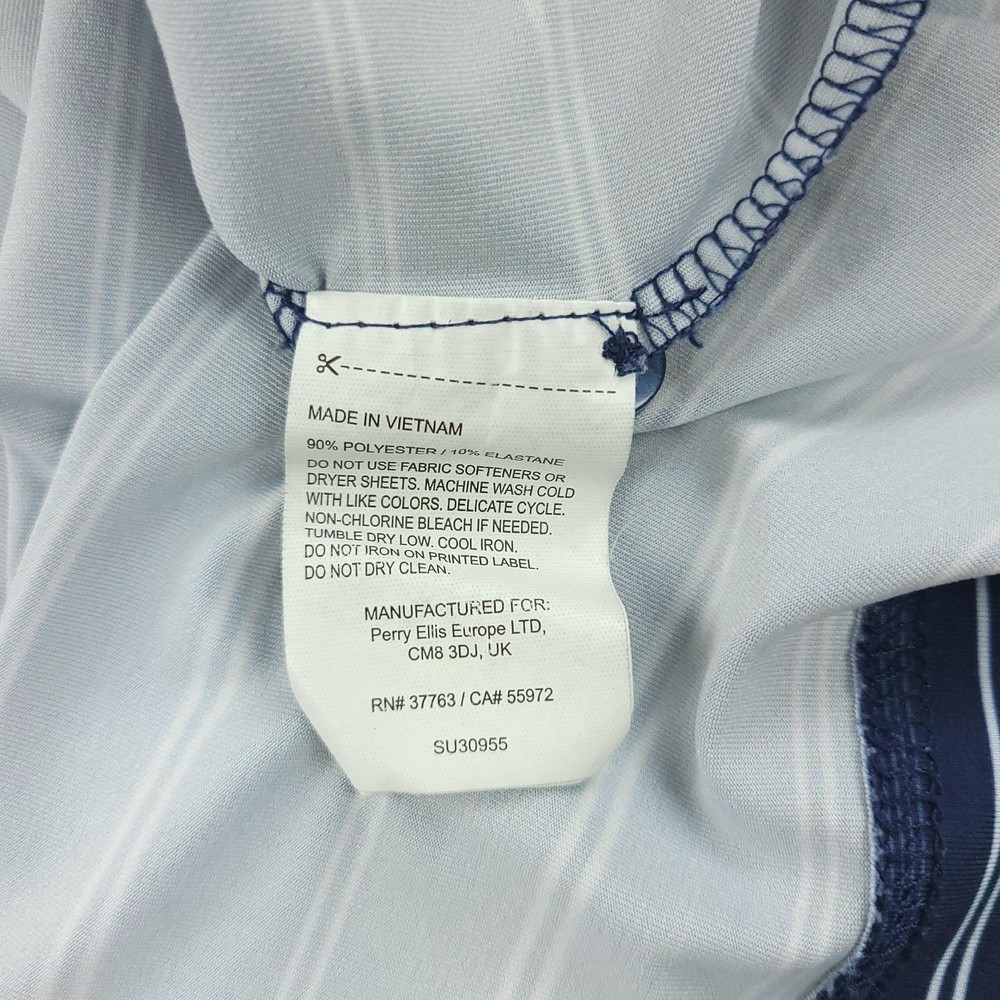 MADE IN VIETNAM
90% POLYESTER / 10% ELASTANE
DO NOT USE FABRIC SOFTENERS OR
DRYER SHEETS. MACHINE WASH COLD
WITH LIKE COLORS. DELICATE CYCLE.
NON-CHLORINE BLEACH IF NEEDED.
TUMBLE DRY LOW. COOL IRON.
DO NOT IRON ON PRINTED LABEL.
DO NOT DRY CLEAN.
MANUFACTURED FOR:
Perry Ellis Europe LTD,
CM8 3DJ, UK
RN# 37763 / CA# 55972
SU30955